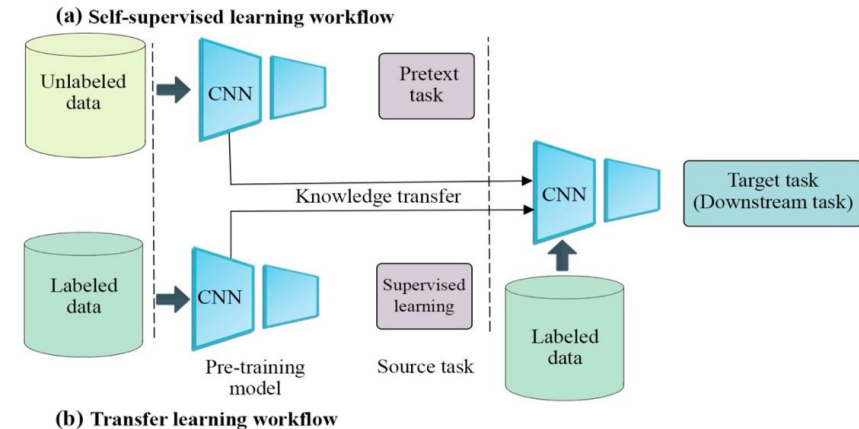 (a) Self-supervised learning workflow
Unlabeled
data
CNN
Pretext
task
Knowledge transfer
CNN
Target task
(Downstream task)
Labeled
data
CNN
Supervised
learning
Labeled
data
Pre-training
model
Source task
(b) Transfer learning workflow